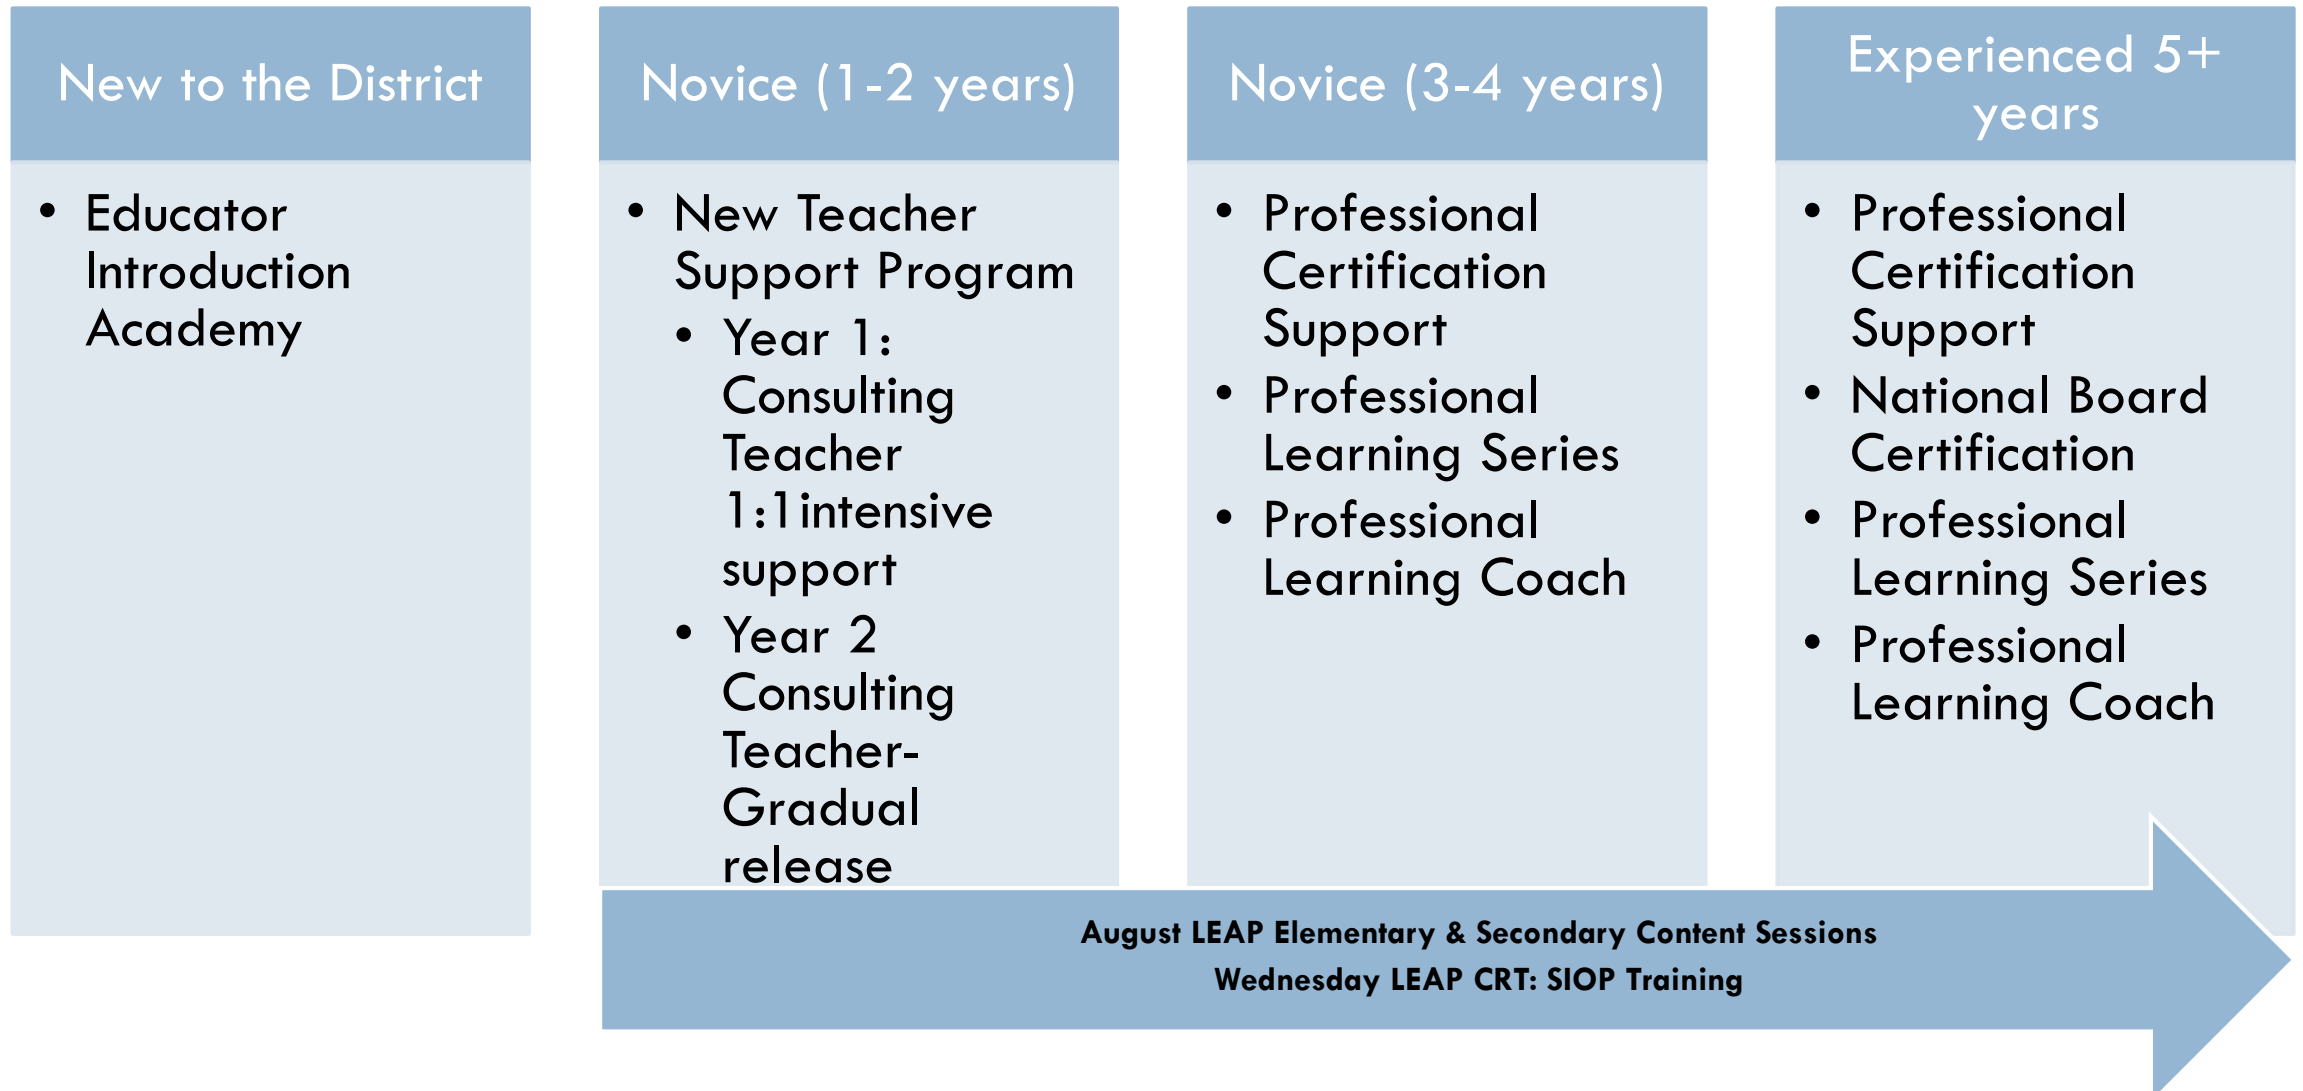 New to the District
• Educator
Introduction
Academy
Novice (1-2 years)
• New Teacher
Support Program
• Year 1:
Consulting
Teacher
1:1intensive
support
• Year 2
Consulting
Teacher-
Gradual
release
Novice (3-4 years)
• Professional
Certification
Support
• Professional
Learning Series
• Professional
Learning Coach
Experienced 5+
years
• Professional
Certification
Support
• National Board
Certification
• Professional
Learning Series
• Professional
Learning Coach
August LEAP Elementary & Secondary Content Sessions
Wednesday LEAP CRT: SIOP Training